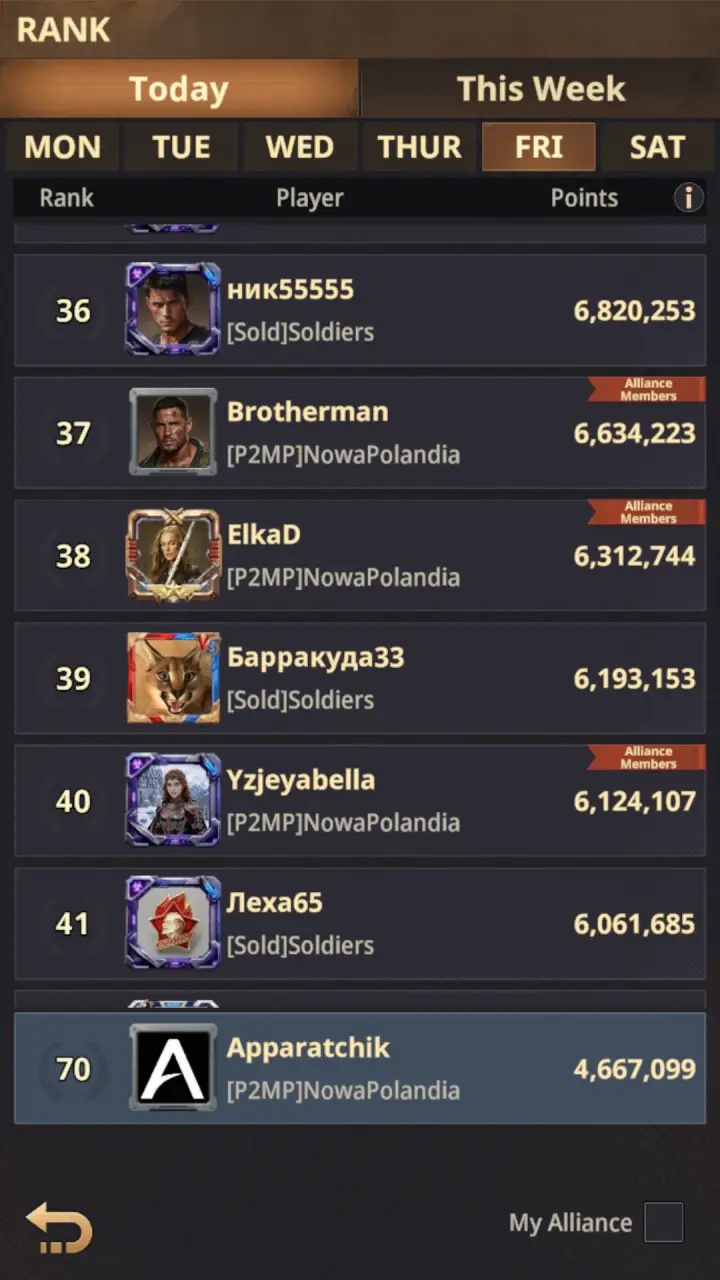 RANK
Today
This Week
MON TUE WED THUR FRI SAT
Rank Player Points i
36 ник55555 6,820,253
[Sold]Soldiers
Alliance Members
37 Brotherman 6,634,223
[P2MP]NowaPolandia
Alliance Members
38 ElkaD 6,312,744
[P2MP]NowaPolandia
VS
39 Барракуда33 6,193,153
[Sold]Soldiers
Alliance Members
40 Yzjeyabella 6,124,107
[P2MP]NowaPolandia
41 Леха65 6,061,685
[Sold]Soldiers
70 Apparatchik 4,667,099
[P2MP]NowaPolandia
My Alliance